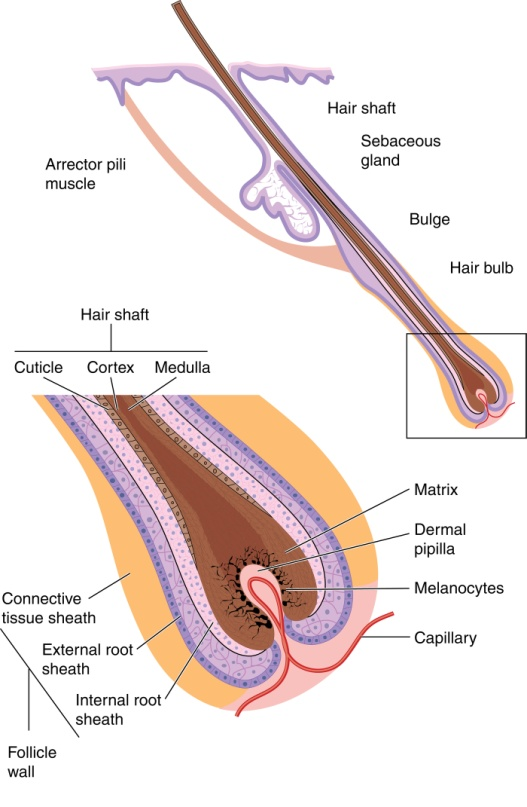 Hair shaft
Sebaceous
gland
Arrector pili
muscle
Bulge
Hair bulb
Hair shaft
Cuticle
Cortex
Medulla
Matrix
Dermal
pipilla
Melanocytes
Capillary
Connective
tissue sheath
External root
sheath
Internal root
sheath
Follicle
wall